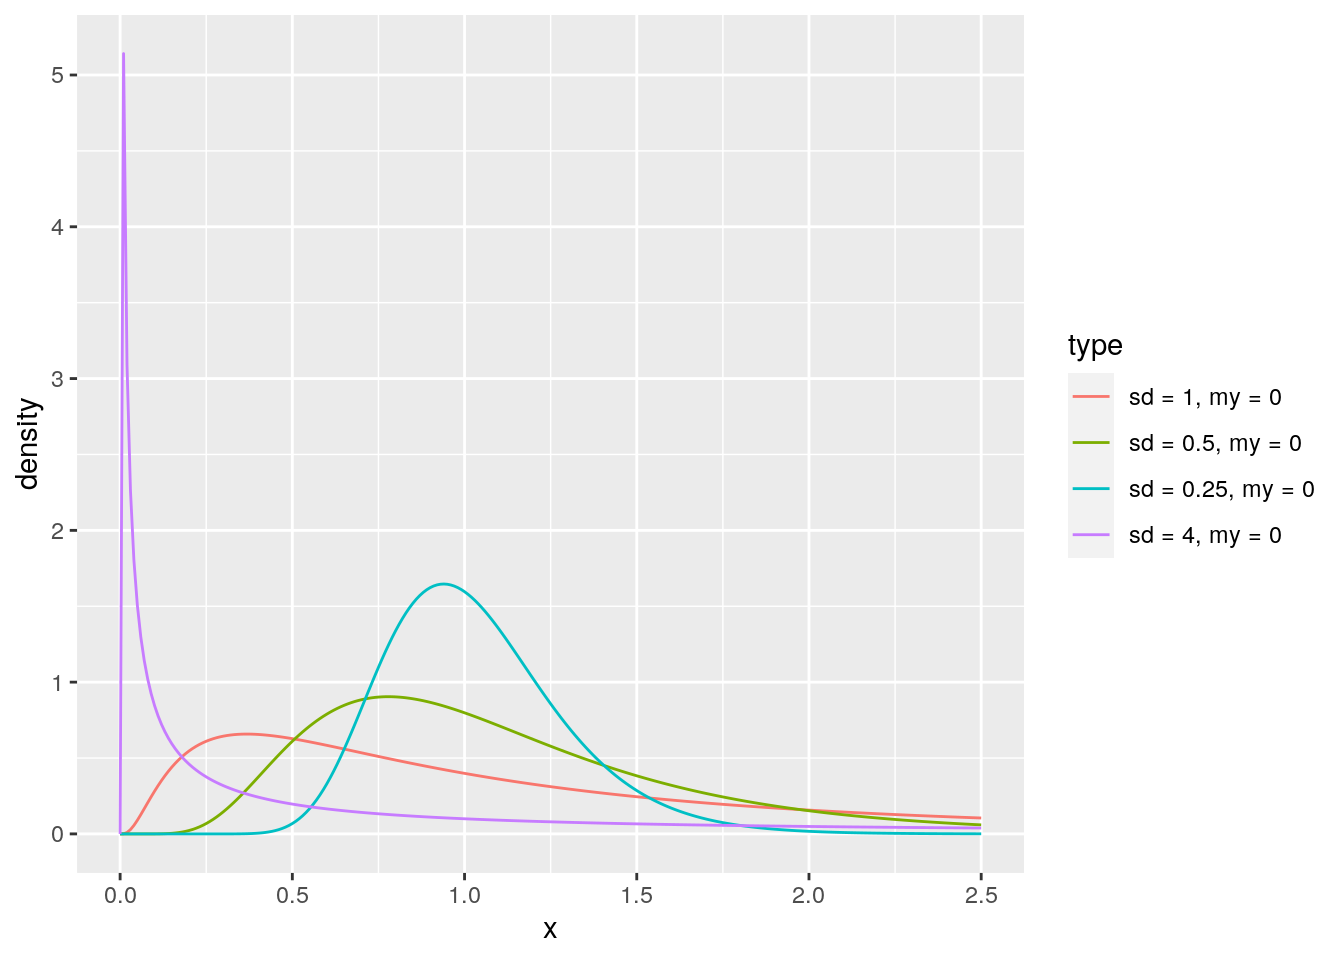 density
5
4
3
2
1
0
0.0 0.5 1.0 1.5 2.0 2.5
x
type
sd = 1, my = 0
sd = 0.5, my = 0
sd = 0.25, my = 0
sd = 4, my = 0